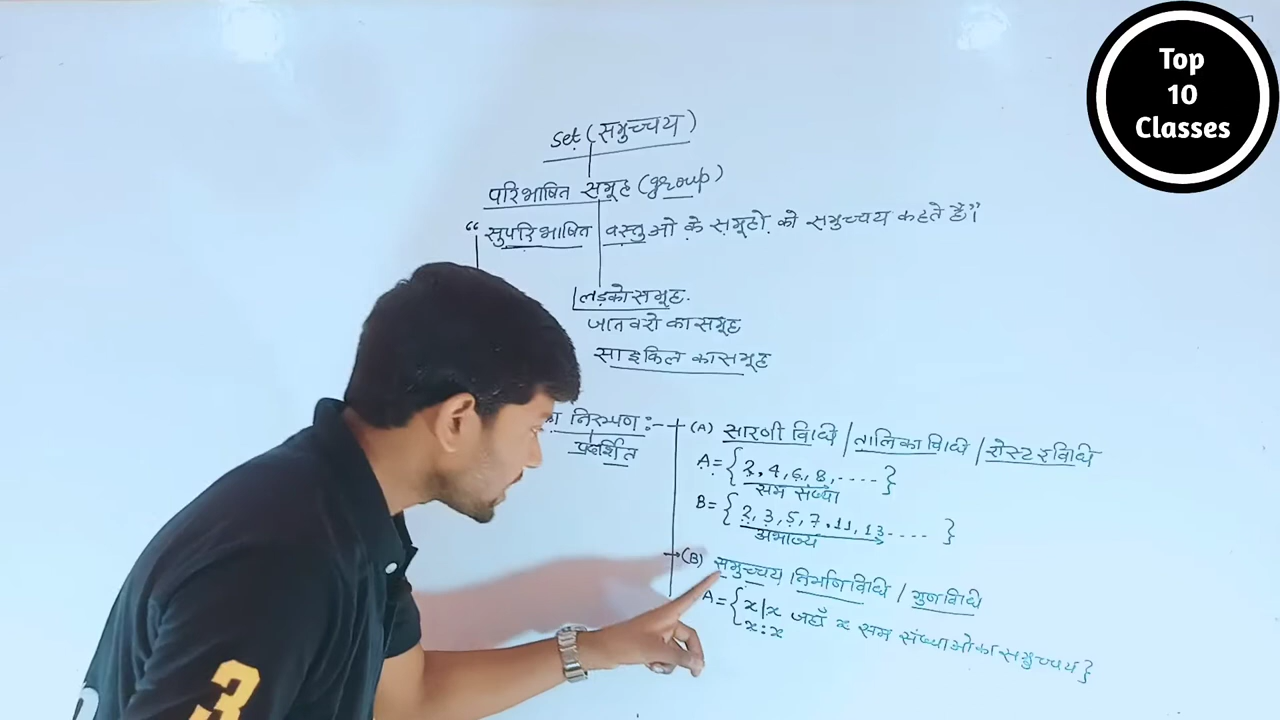 Top
10
Classes
Set (समुच्चय)
परिभाषित समूह (group)
“सुपरिभाषित वस्तुओ के समूहो को समुच्चय कहते हैं।”
लड़को समूह.
जानवरो का समूह
साइकिल का समूह
का निरूपण :-
प्रदर्शित
(A) सारणी विधि / तालिका विधि / रोस्टर विधि
A = {2, 4, 6, 8, ---- }
सम संख्या
B = {2, 3, 5, 7, 11, 13 ---- }
अभाज्य
(B) समुच्चय निर्माण विधि / गुण विधि
A = {x/x जहाँ x सम संख्याओ का समुच्चय}
x : x
3